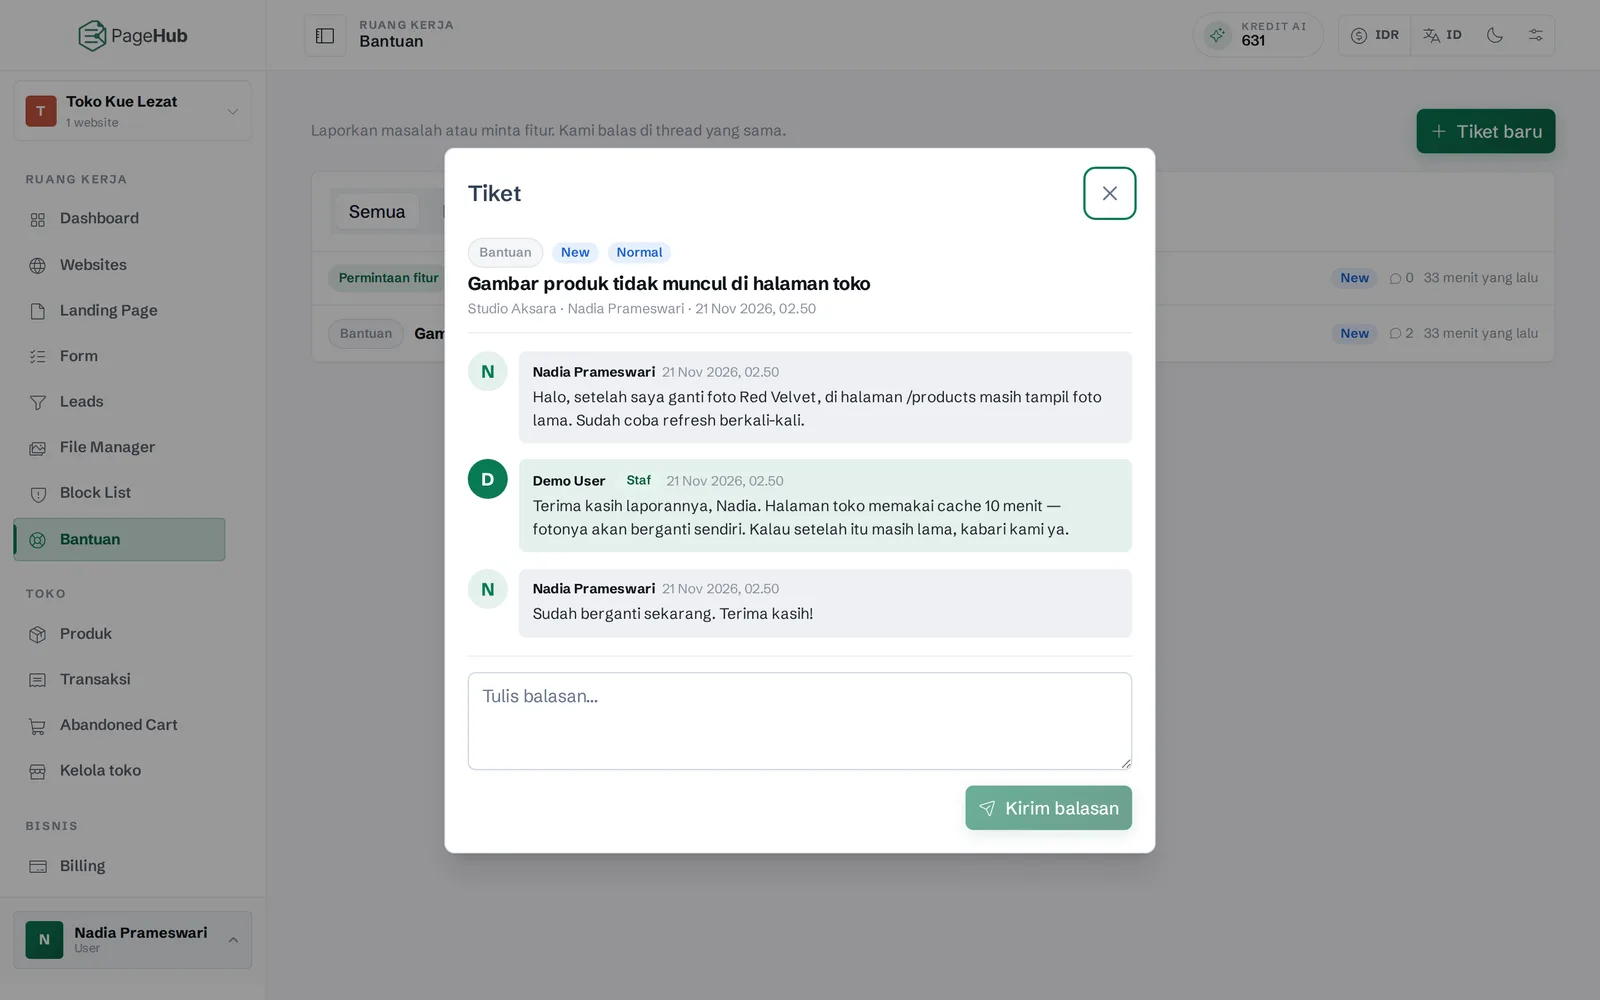 PageHub
RUANG KERJA
Bantuan
KREDIT AI
631
IDR
ID
T
Toko Kue Lezat
1 website
RUANG KERJA
Dashboard
Websites
Landing Page
Form
Leads
File Manager
Block List
Bantuan
TOKO
Produk
Transaksi
Abandoned Cart
Kelola toko
BISNIS
Billing
N
Nadia Prameswari
User
Laporkan masalah atau minta fitur. Kami balas di thread yang sama.
Tiket baru
Semua
Permintaan fitur
New
0
33 menit yang lalu
Bantuan
Gam
New
2
33 menit yang lalu
Tiket
Bantuan
New
Normal
Gambar produk tidak muncul di halaman toko
Studio Aksara · Nadia Prameswari · 21 Nov 2026, 02.50
N
Nadia Prameswari 21 Nov 2026, 02.50
Halo, setelah saya ganti foto Red Velvet, di halaman /products masih tampil foto
lama. Sudah coba refresh berkali-kali.
D
Demo User Staf 21 Nov 2026, 02.50
Terima kasih laporannya, Nadia. Halaman toko memakai cache 10 menit —
fotonya akan berganti sendiri. Kalau setelah itu masih lama, kabari kami ya.
N
Nadia Prameswari 21 Nov 2026, 02.50
Sudah berganti sekarang. Terima kasih!
Tulis balasan...
Kirim balasan